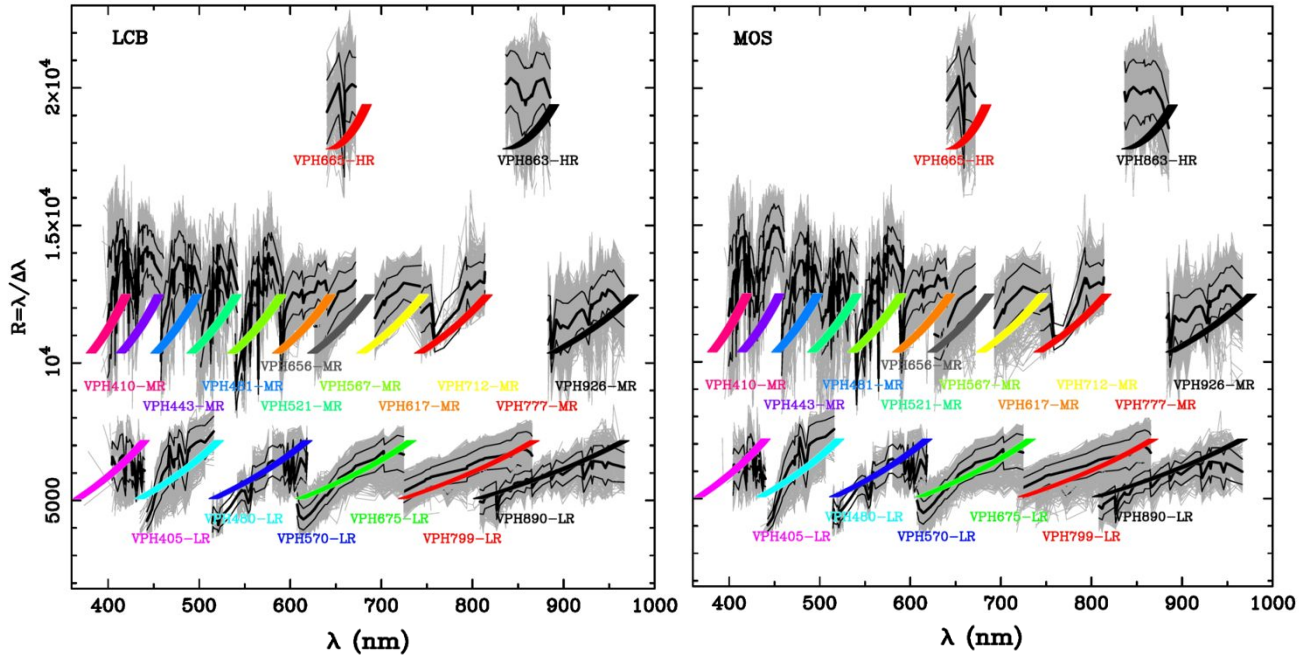 LCB
MOS
R=λ/Δλ
2×10⁴
1.5×10⁴
10⁴
5000
VPH665-HR
VPH863-HR
VPH656-MR
VPH410-MR
VPH481-MR
VPH567-MR
VPH712-MR
VPH926-MR
VPH443-MR
VPH521-MR
VPH617-MR
VPH777-MR
VPH480-LR
VPH675-LR
VPH890-LR
VPH405-LR
VPH570-LR
VPH799-LR
400 500 600 700 800 900 1000
λ (nm)
VPH665-HR
VPH863-HR
VPH656-MR
VPH410-MR
VPH481-MR
VPH567-MR
VPH712-MR
VPH926-MR
VPH443-MR
VPH521-MR
VPH617-MR
VPH777-MR
VPH480-LR
VPH675-LR
VPH890-LR
VPH405-LR
VPH570-LR
VPH799-LR
400 500 600 700 800 900 1000
λ (nm)